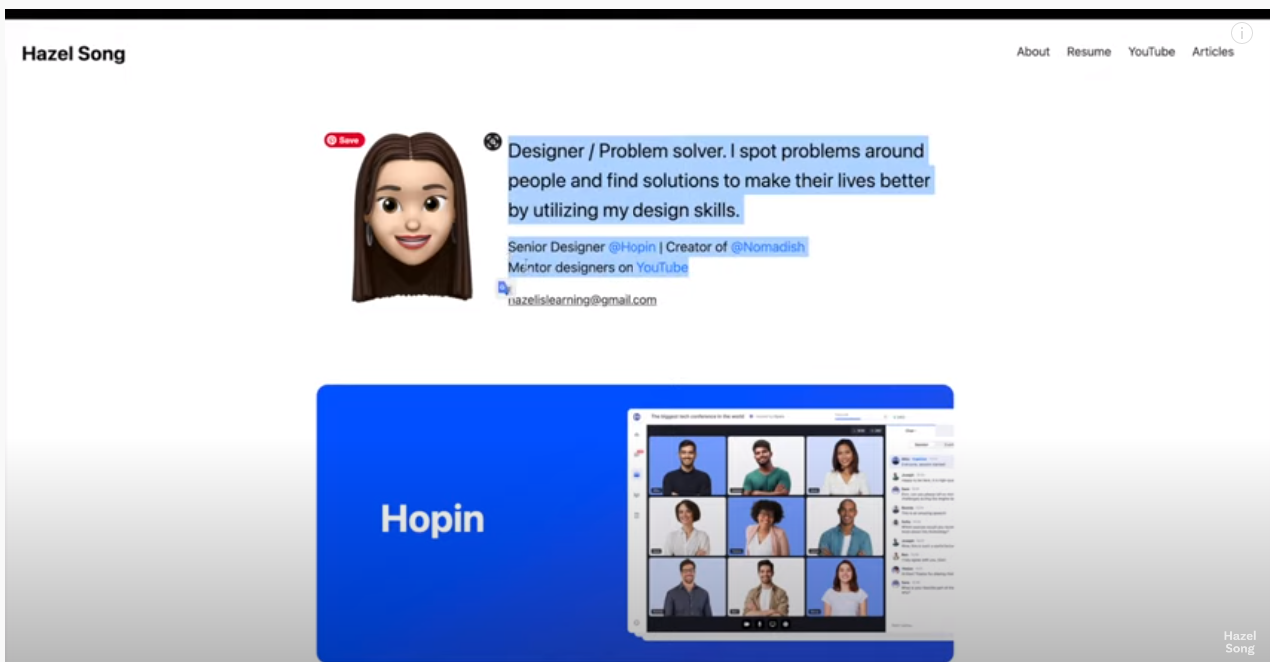 Hazel Song
About
Resume
YouTube
Articles
Save
Designer / Problem solver. I spot problems around
people and find solutions to make their lives better
by utilizing my design skills.
Senior Designer @Hopin | Creator of @Nomadish
Mentor designers on YouTube
hazelislearning@gmail.com
Hopin
The biggest tech conference in the world
Hazel
Song